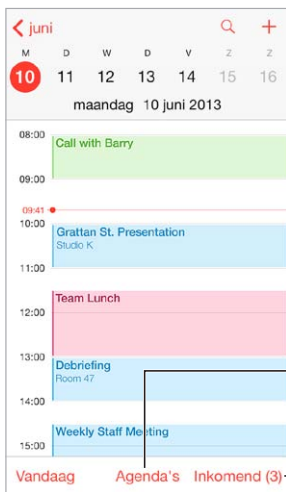 juni
M D W D V Z Z
10 11 12 13 14 15 16
maandag 10 juni 2013
08:00
Call with Barry
09:00
09:41
10:00
Grattan St. Presentation
Studio K
11:00
Team Lunch
12:00
13:00
Debriefing
Room 47
14:00
Weekly Staff Meeting
15:00
Vandaag Agenda's Inkomend (3)